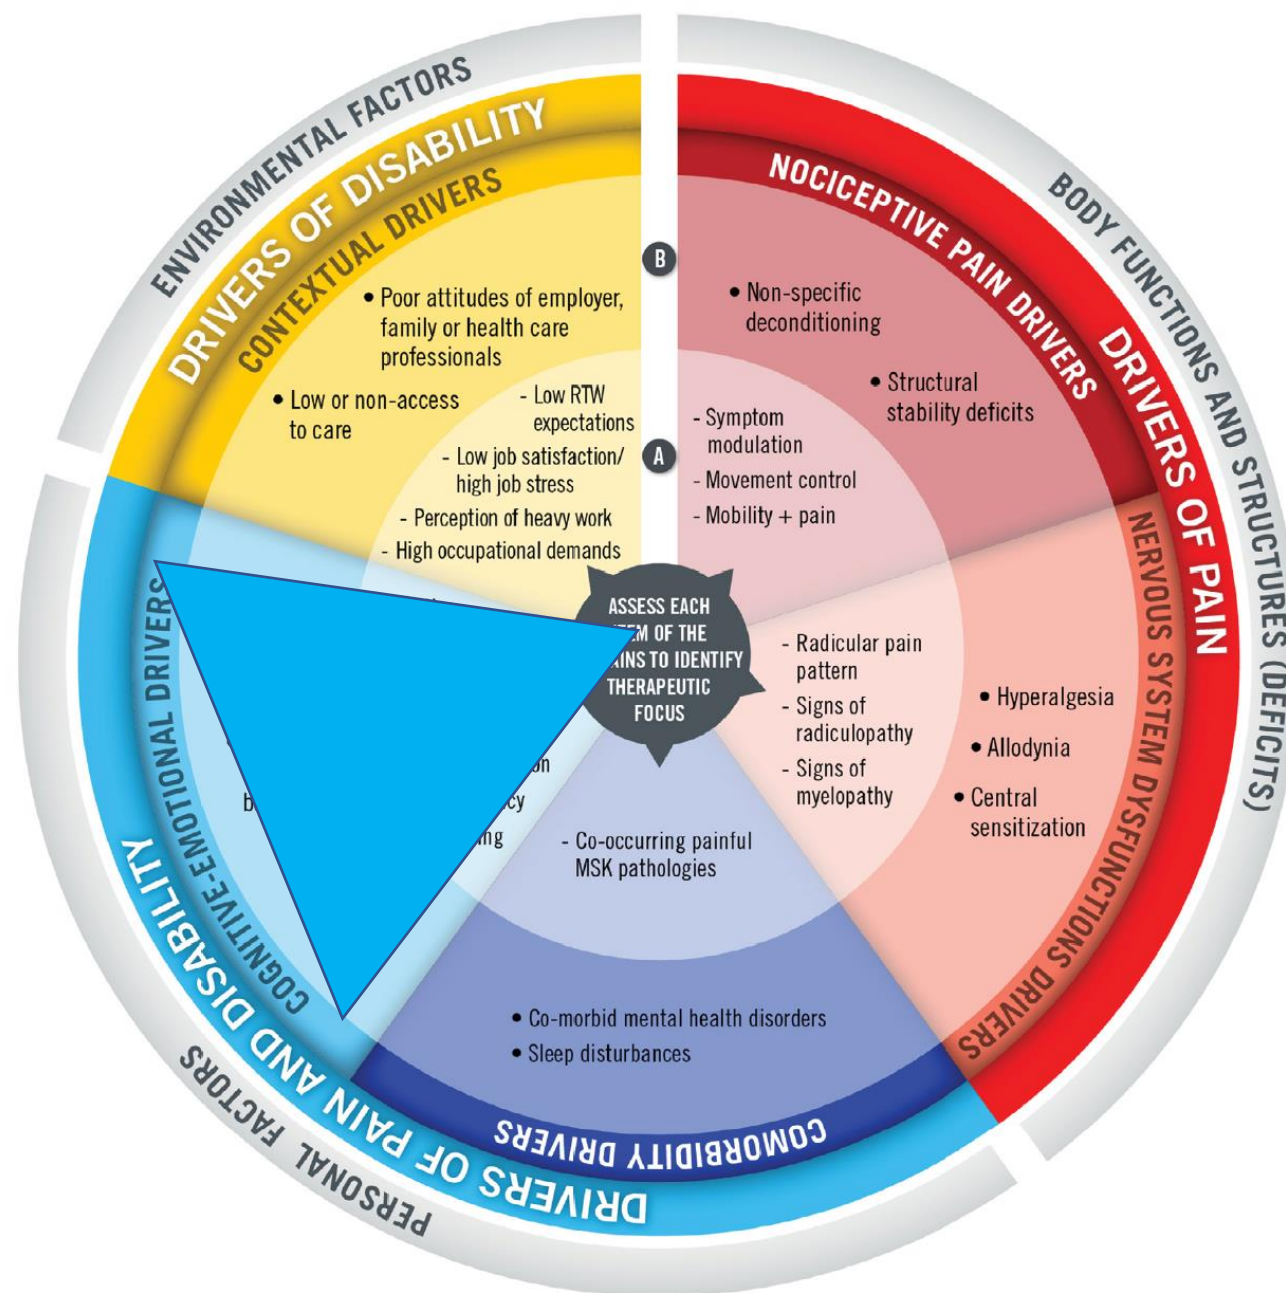 ENVIRONMENTAL FACTORS
DRIVERS OF DISABILITY
CONTEXTUAL DRIVERS
• Poor attitudes of employer,
family or health care
professionals
• Low or non-access
to care
- Low RTW
expectations
- Low job satisfaction/
high job stress
- Perception of heavy work
- High occupational demands
B
A
BODY FUNCTIONS AND STRUCTURES (DEFICITS)
DRIVERS OF PAIN
NOCICEPTIVE PAIN DRIVERS
• Non-specific
deconditioning
• Structural
stability deficits
- Symptom
modulation
- Movement control
- Mobility + pain
NERVOUS SYSTEM DYSFUNCTIONS DRIVERS
- Radicular pain
pattern
- Signs of
radiculopathy
- Signs of
myelopathy
• Hyperalgesia
• Allodynia
• Central
sensitization
ASSESS EACH
OF THE
TO IDENTIFY
THERAPEUTIC
FOCUS
- Co-occurring painful
MSK pathologies
• Co-morbid mental health disorders
• Sleep disturbances
COMORBIDITY DRIVERS
COGNITIVE-EMOTIONAL DRIVERS
DRIVERS OF PAIN AND DISABILITY
PERSONAL FACTORS